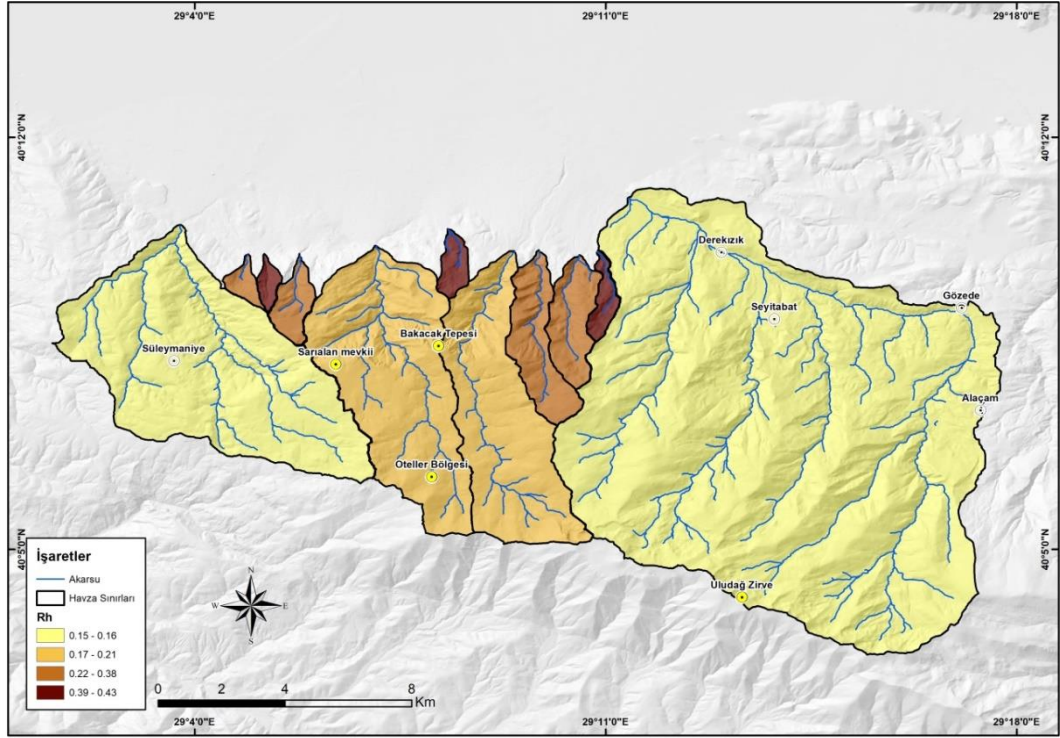 29°4'0"E
29°11'0"E
29°18'0"E
40°12'0"N
40°12'0"N
Derekızık
Gözede
Seyitabat
Bakacak Tepesi
Süleymaniye
Sarıalan mevkii
Alaçam
Oteller Bölgesi
40°5'0"N
40°5'0"N
Uludağ Zirve
İşaretler
Akarsu
Havza Sınırları
Rh
0.15 - 0.16
0.17 - 0.21
0.22 - 0.38
0.39 - 0.43
N
W
E
S
0 2 4 8
Km
29°4'0"E
29°11'0"E
29°18'0"E